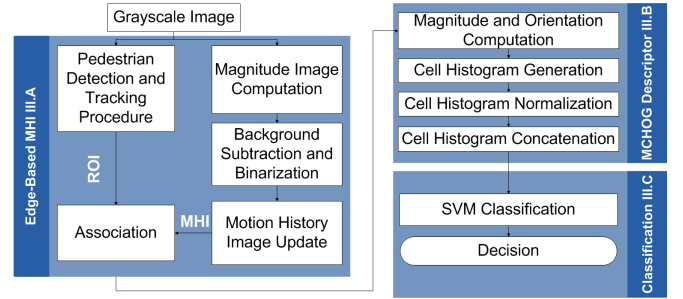 Grayscale Image
Edge-Based MHI III.A
Pedestrian
Detection and
Tracking
Procedure
Magnitude Image
Computation
Background
Subtraction and
Binarization
ROI
Association
MHI
Motion History
Image Update
Magnitude and Orientation
Computation
Cell Histogram Generation
Cell Histogram Normalization
Cell Histogram Concatenation
MCHOG Descriptor III.B
SVM Classification
Decision
Classification III.C